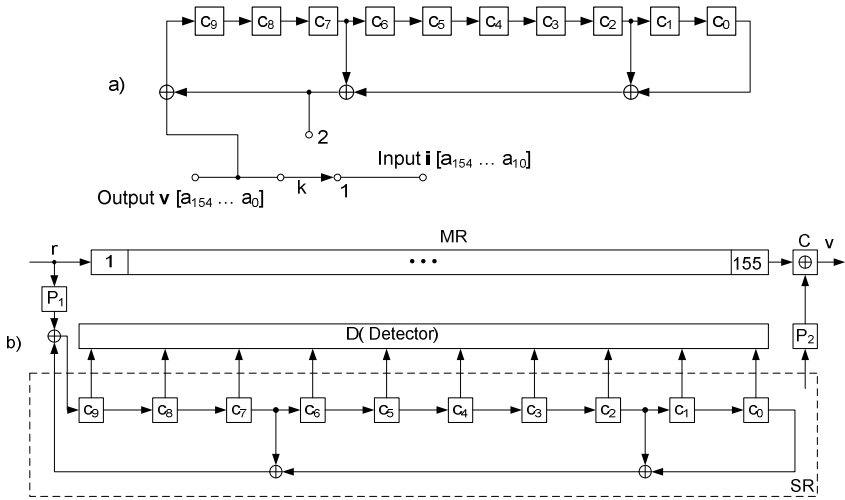 C₉ C₈ C₇ C₆ C₅ C₄ C₃ C₂ C₁ C₀
a)
2
Input i [a₁₅₄ ... a₁₀]
k 1
Output v [a₁₅₄ ... a₀]
MR
r C v
1 ... 155
P₁
b) D( Detector) P₂
C₉ C₈ C₇ C₆ C₅ C₄ C₃ C₂ C₁ C₀
SR